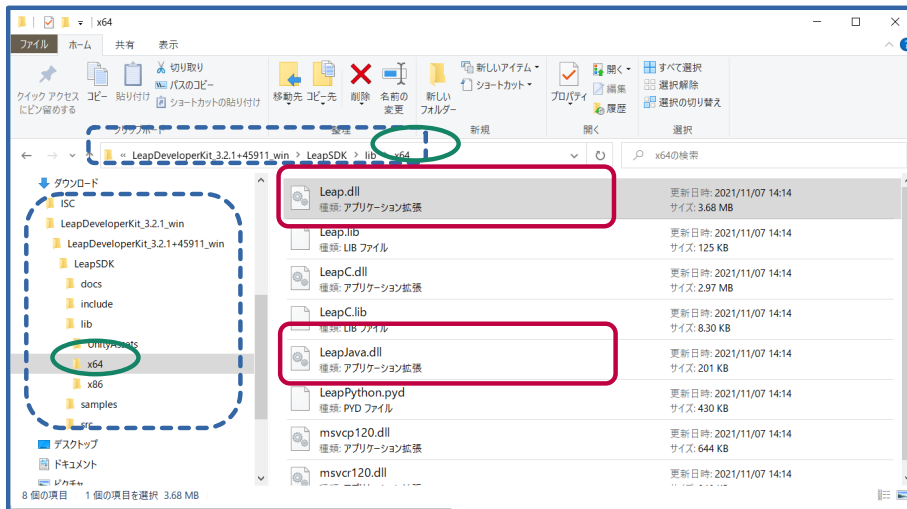 x64
ファイル ホーム 共有 表示
クイック アクセス
にピン留めする
コピー
貼り付け
切り取り
パスのコピー
ショートカットの貼り付け
移動先 コピー先 削除 名前の
変更
新しい
フォルダー
新しいアイテム
ショートカット
プロパティ
開く
編集
履歴
すべて選択
選択解除
選択の切り替え
クリップボード 整理 新規 開く 選択
« LeapDeveloperKit_3.2.1+45911_win › LeapSDK › lib › x64
x64の検索
ダウンロード
ISC
LeapDeveloperKit_3.2.1_win
LeapDeveloperKit_3.2.1+45911_win
LeapSDK
docs
include
lib
UnityAssets
x64
x86
samples
src
デスクトップ
ドキュメント
ピクチャ
Leap.dll
種類: アプリケーション拡張
更新日時: 2021/11/07 14:14
サイズ: 3.68 MB
Leap.lib
種類: LIB ファイル
更新日時: 2021/11/07 14:14
サイズ: 125 KB
LeapC.dll
種類: アプリケーション拡張
更新日時: 2021/11/07 14:14
サイズ: 2.97 MB
LeapC.lib
種類: LIB ファイル
更新日時: 2021/11/07 14:14
サイズ: 8.30 KB
LeapJava.dll
種類: アプリケーション拡張
更新日時: 2021/11/07 14:14
サイズ: 201 KB
LeapPython.pyd
種類: PYD ファイル
更新日時: 2021/11/07 14:14
サイズ: 430 KB
msvcp120.dll
種類: アプリケーション拡張
更新日時: 2021/11/07 14:14
サイズ: 644 KB
msvcr120.dll
更新日時: 2021/11/07 14:14
8 個の項目 1 個の項目を選択 3.68 MB